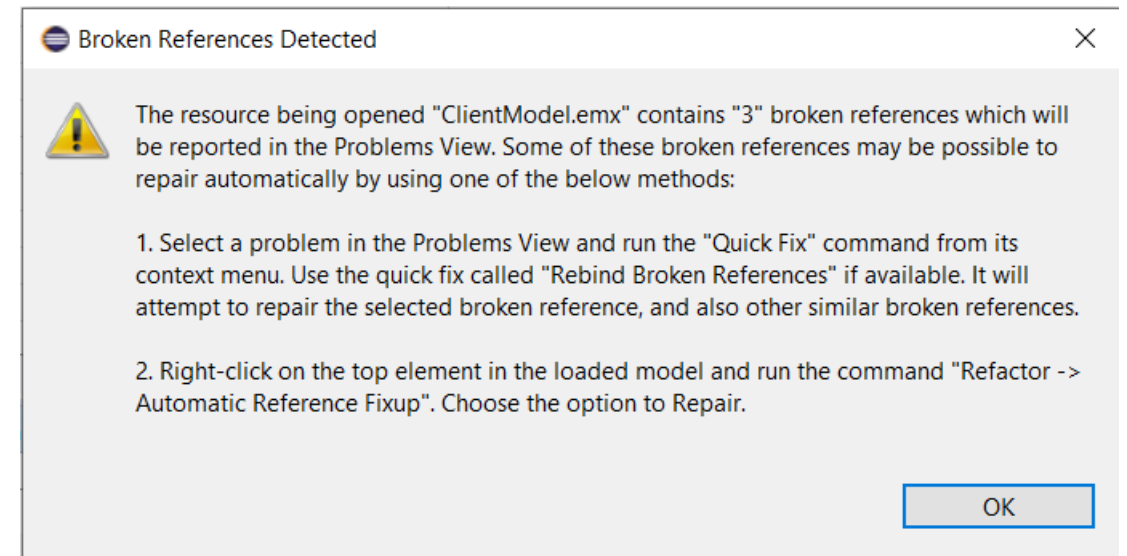 Broken References Detected
The resource being opened "ClientModel.emx" contains "3" broken references which will
be reported in the Problems View. Some of these broken references may be possible to
repair automatically by using one of the below methods:
1. Select a problem in the Problems View and run the "Quick Fix" command from its
context menu. Use the quick fix called "Rebind Broken References" if available. It will
attempt to repair the selected broken reference, and also other similar broken references.
2. Right-click on the top element in the loaded model and run the command "Refactor ->
Automatic Reference Fixup". Choose the option to Repair.
OK